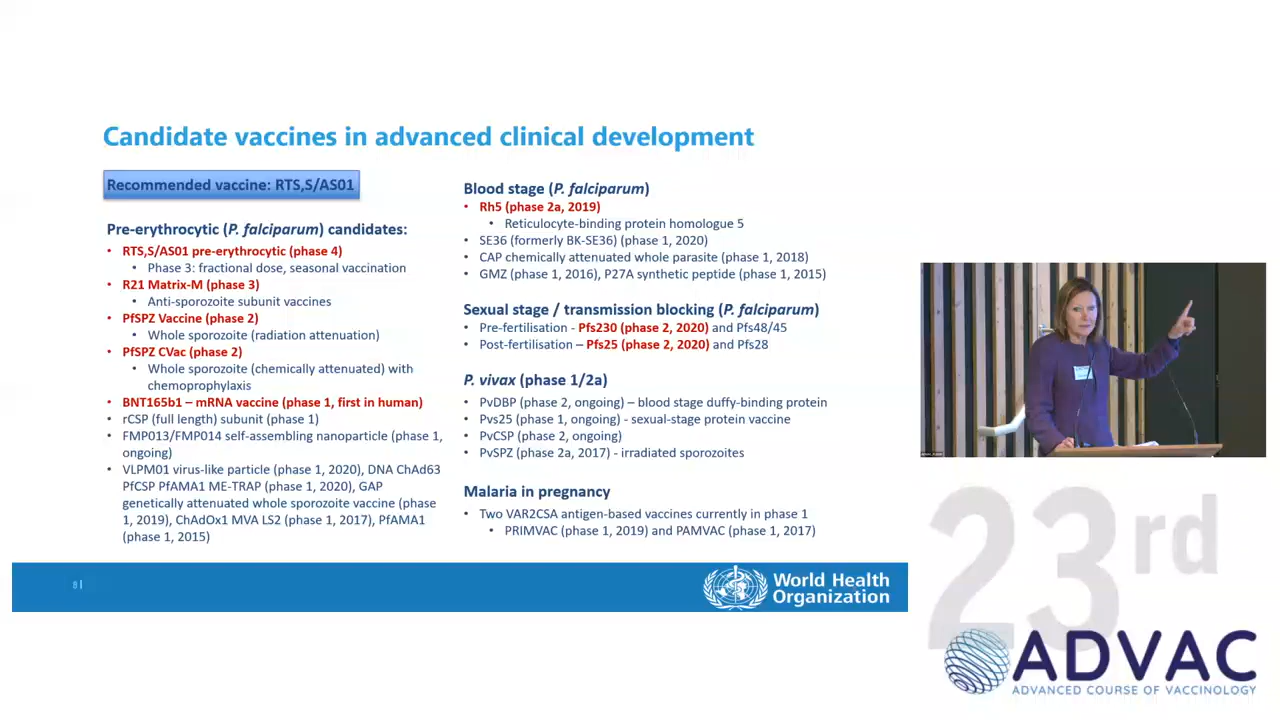 Candidate vaccines in advanced clinical development
Recommended vaccine: RTS,S/AS01
Pre-erythrocytic (P. falciparum) candidates:
• RTS,S/AS01 pre-erythrocytic (phase 4)
• Phase 3: fractional dose, seasonal vaccination
• R21 Matrix-M (phase 3)
• Anti-sporozoite subunit vaccines
• PfSPZ Vaccine (phase 2)
• Whole sporozoite (radiation attenuation)
• PfSPZ CVac (phase 2)
• Whole sporozoite (chemically attenuated) with
chemoprophylaxis
• BNT165b1 – mRNA vaccine (phase 1, first in human)
• rCSP (full length) subunit (phase 1)
• FMP013/FMP014 self-assembling nanoparticle (phase 1,
ongoing)
• VLPM01 virus-like particle (phase 1, 2020), DNA ChAd63
PfCSP PfAMA1 ME-TRAP (phase 1, 2020), GAP
genetically attenuated whole sporozoite vaccine (phase
1, 2019), ChAdOx1 MVA LS2 (phase 1, 2017), PfAMA1
(phase 1, 2015)
Blood stage (P. falciparum)
• Rh5 (phase 2a, 2019)
• Reticulocyte-binding protein homologue 5
• SE36 (formerly BK-SE36) (phase 1, 2020)
• CAP chemically attenuated whole parasite (phase 1, 2018)
• GMZ (phase 1, 2016), P27A synthetic peptide (phase 1, 2015)
Sexual stage / transmission blocking (P. falciparum)
• Pre-fertilisation - Pfs230 (phase 2, 2020) and Pfs48/45
• Post-fertilisation – Pfs25 (phase 2, 2020) and Pfs28
P. vivax (phase 1/2a)
• PvDBP (phase 2, ongoing) – blood stage duffy-binding protein
• Pvs25 (phase 1, ongoing) - sexual-stage protein vaccine
• PvCSP (phase 2, ongoing)
• PvSPZ (phase 2a, 2017) - irradiated sporozoites
Malaria in pregnancy
• Two VAR2CSA antigen-based vaccines currently in phase 1
• PRIMVAC (phase 1, 2019) and PAMVAC (phase 1, 2017)
8 |
World Health
Organization
23rd
ADVAC
ADVANCED COURSE OF VACCINOLOGY